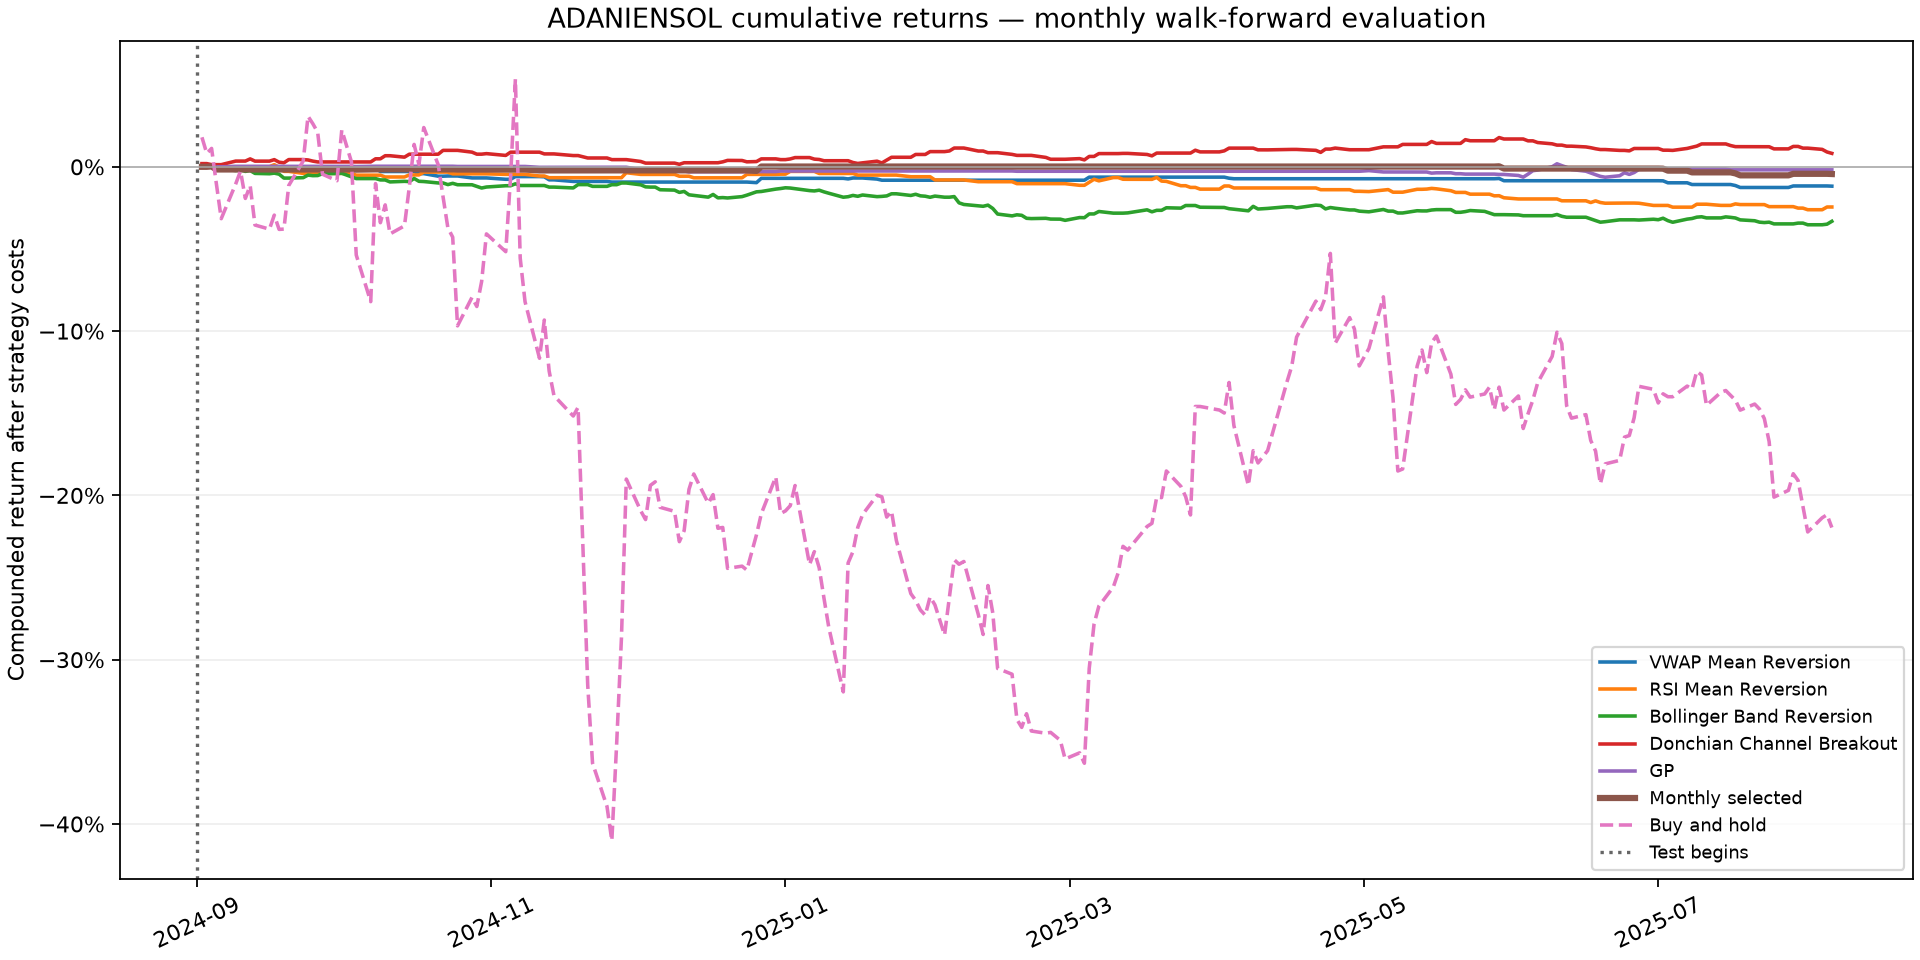 ADANIENSOL cumulative returns — monthly walk-forward evaluation
Compounded return after strategy costs
0%
−10%
−20%
−30%
−40%
2024-09
2024-11
2025-01
2025-03
2025-05
2025-07
VWAP Mean Reversion
RSI Mean Reversion
Bollinger Band Reversion
Donchian Channel Breakout
GP
Monthly selected
Buy and hold
Test begins